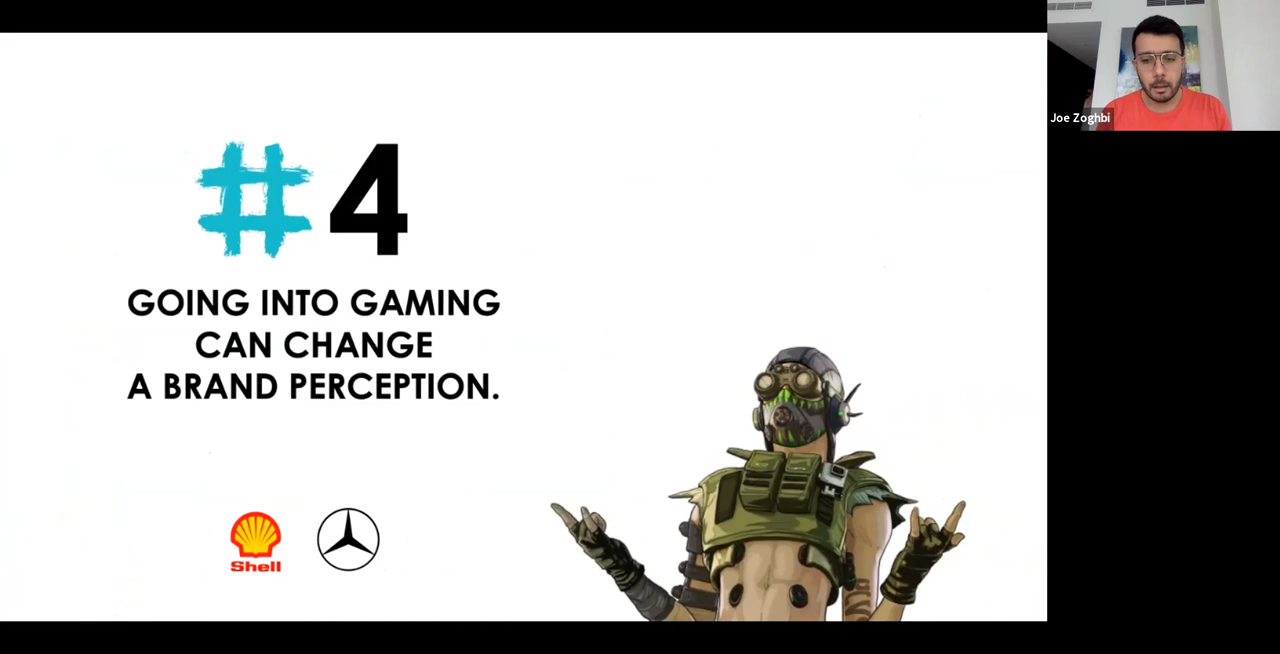 #4
GOING INTO GAMING
CAN CHANGE
A BRAND PERCEPTION.
Shell
Joe Zoghbi